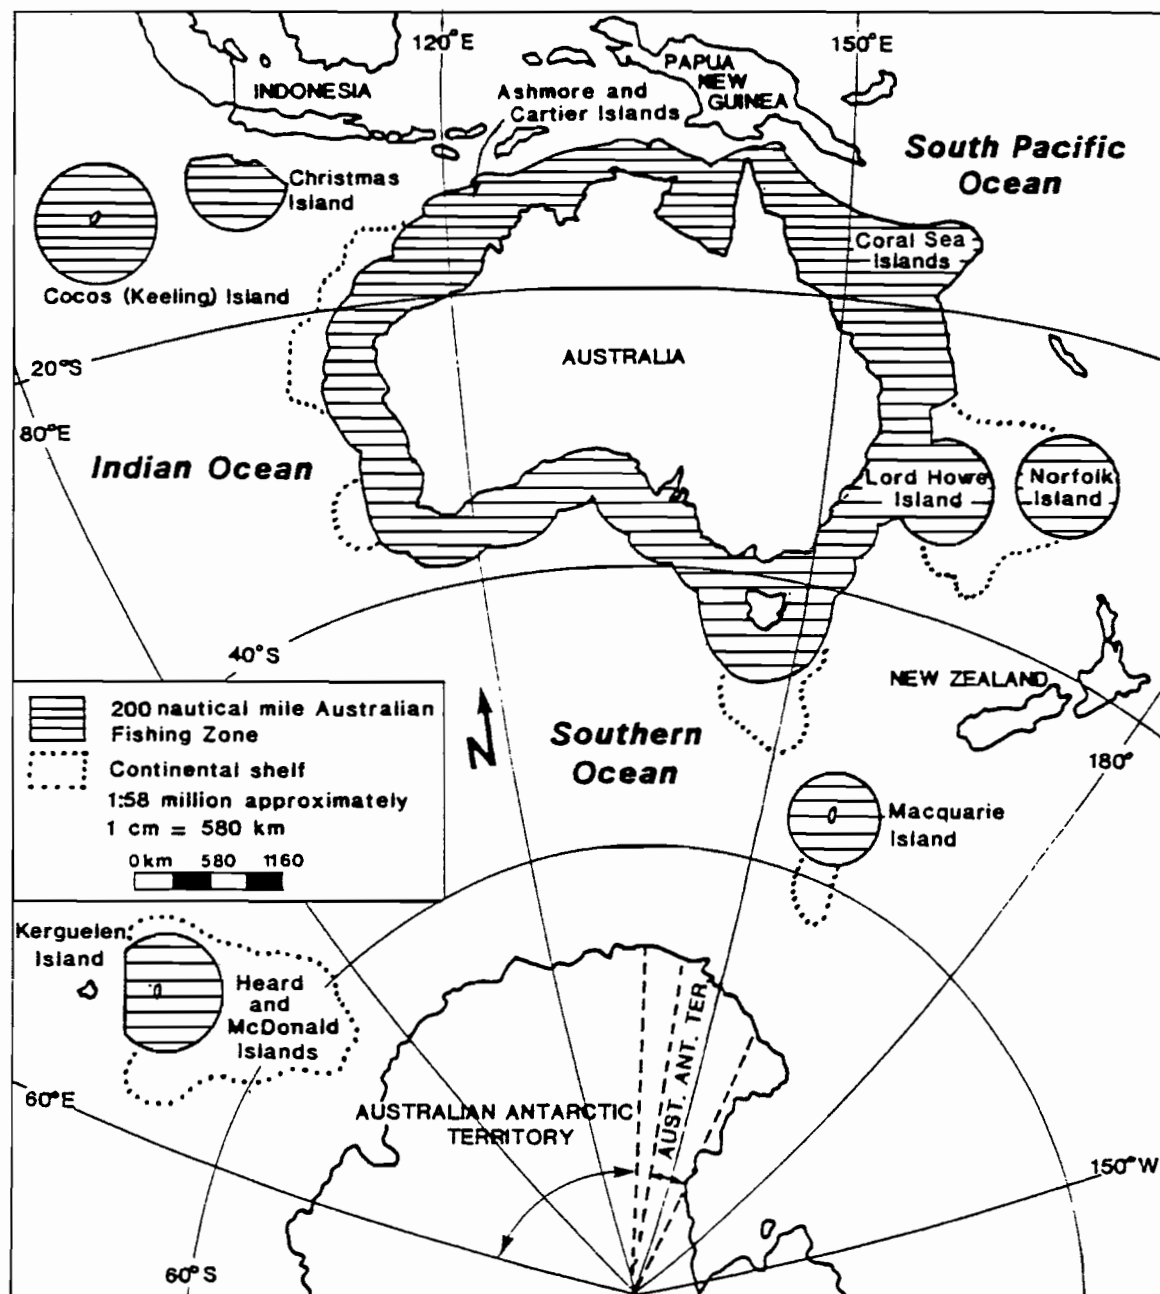 120°E
150°E
INDONESIA
PAPUA
NEW
GUINEA
Ashmore and
Cartier Islands
South Pacific
Ocean
Christmas
Island
Coral Sea
Islands
Cocos (Keeling) Island
AUSTRALIA
20°S
80°E
Indian Ocean
Lord Howe
Island
Norfolk
Island
40°S
NEW ZEALAND
200 nautical mile Australian
Fishing Zone
Continental shelf
1:58 million approximately
1 cm = 580 km
0km 580 1160
N
Southern
Ocean
180°
Macquarie
Island
Kerguelen
Island
Heard
and
McDonald
Islands
AUST. ANT. TER.
60°E
AUSTRALIAN ANTARCTIC
TERRITORY
150°W
60°S